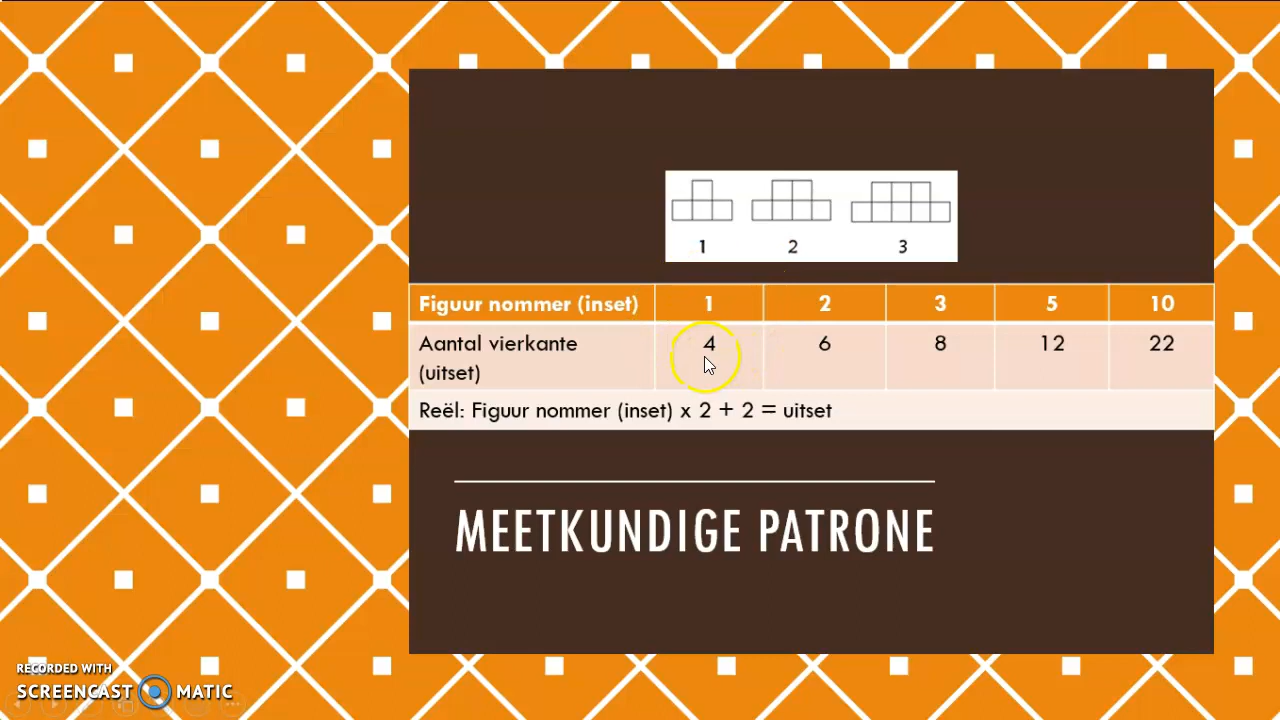 1 2 3
Figuur nommer (inset) 1 2 3 5 10
Aantal vierkante 4 6 8 12 22
(uitset)
Reël: Figuur nommer (inset) x 2 + 2 = uitset
MEETKUNDIGE PATRONE
RECORDED WITH
SCREENCAST MATIC